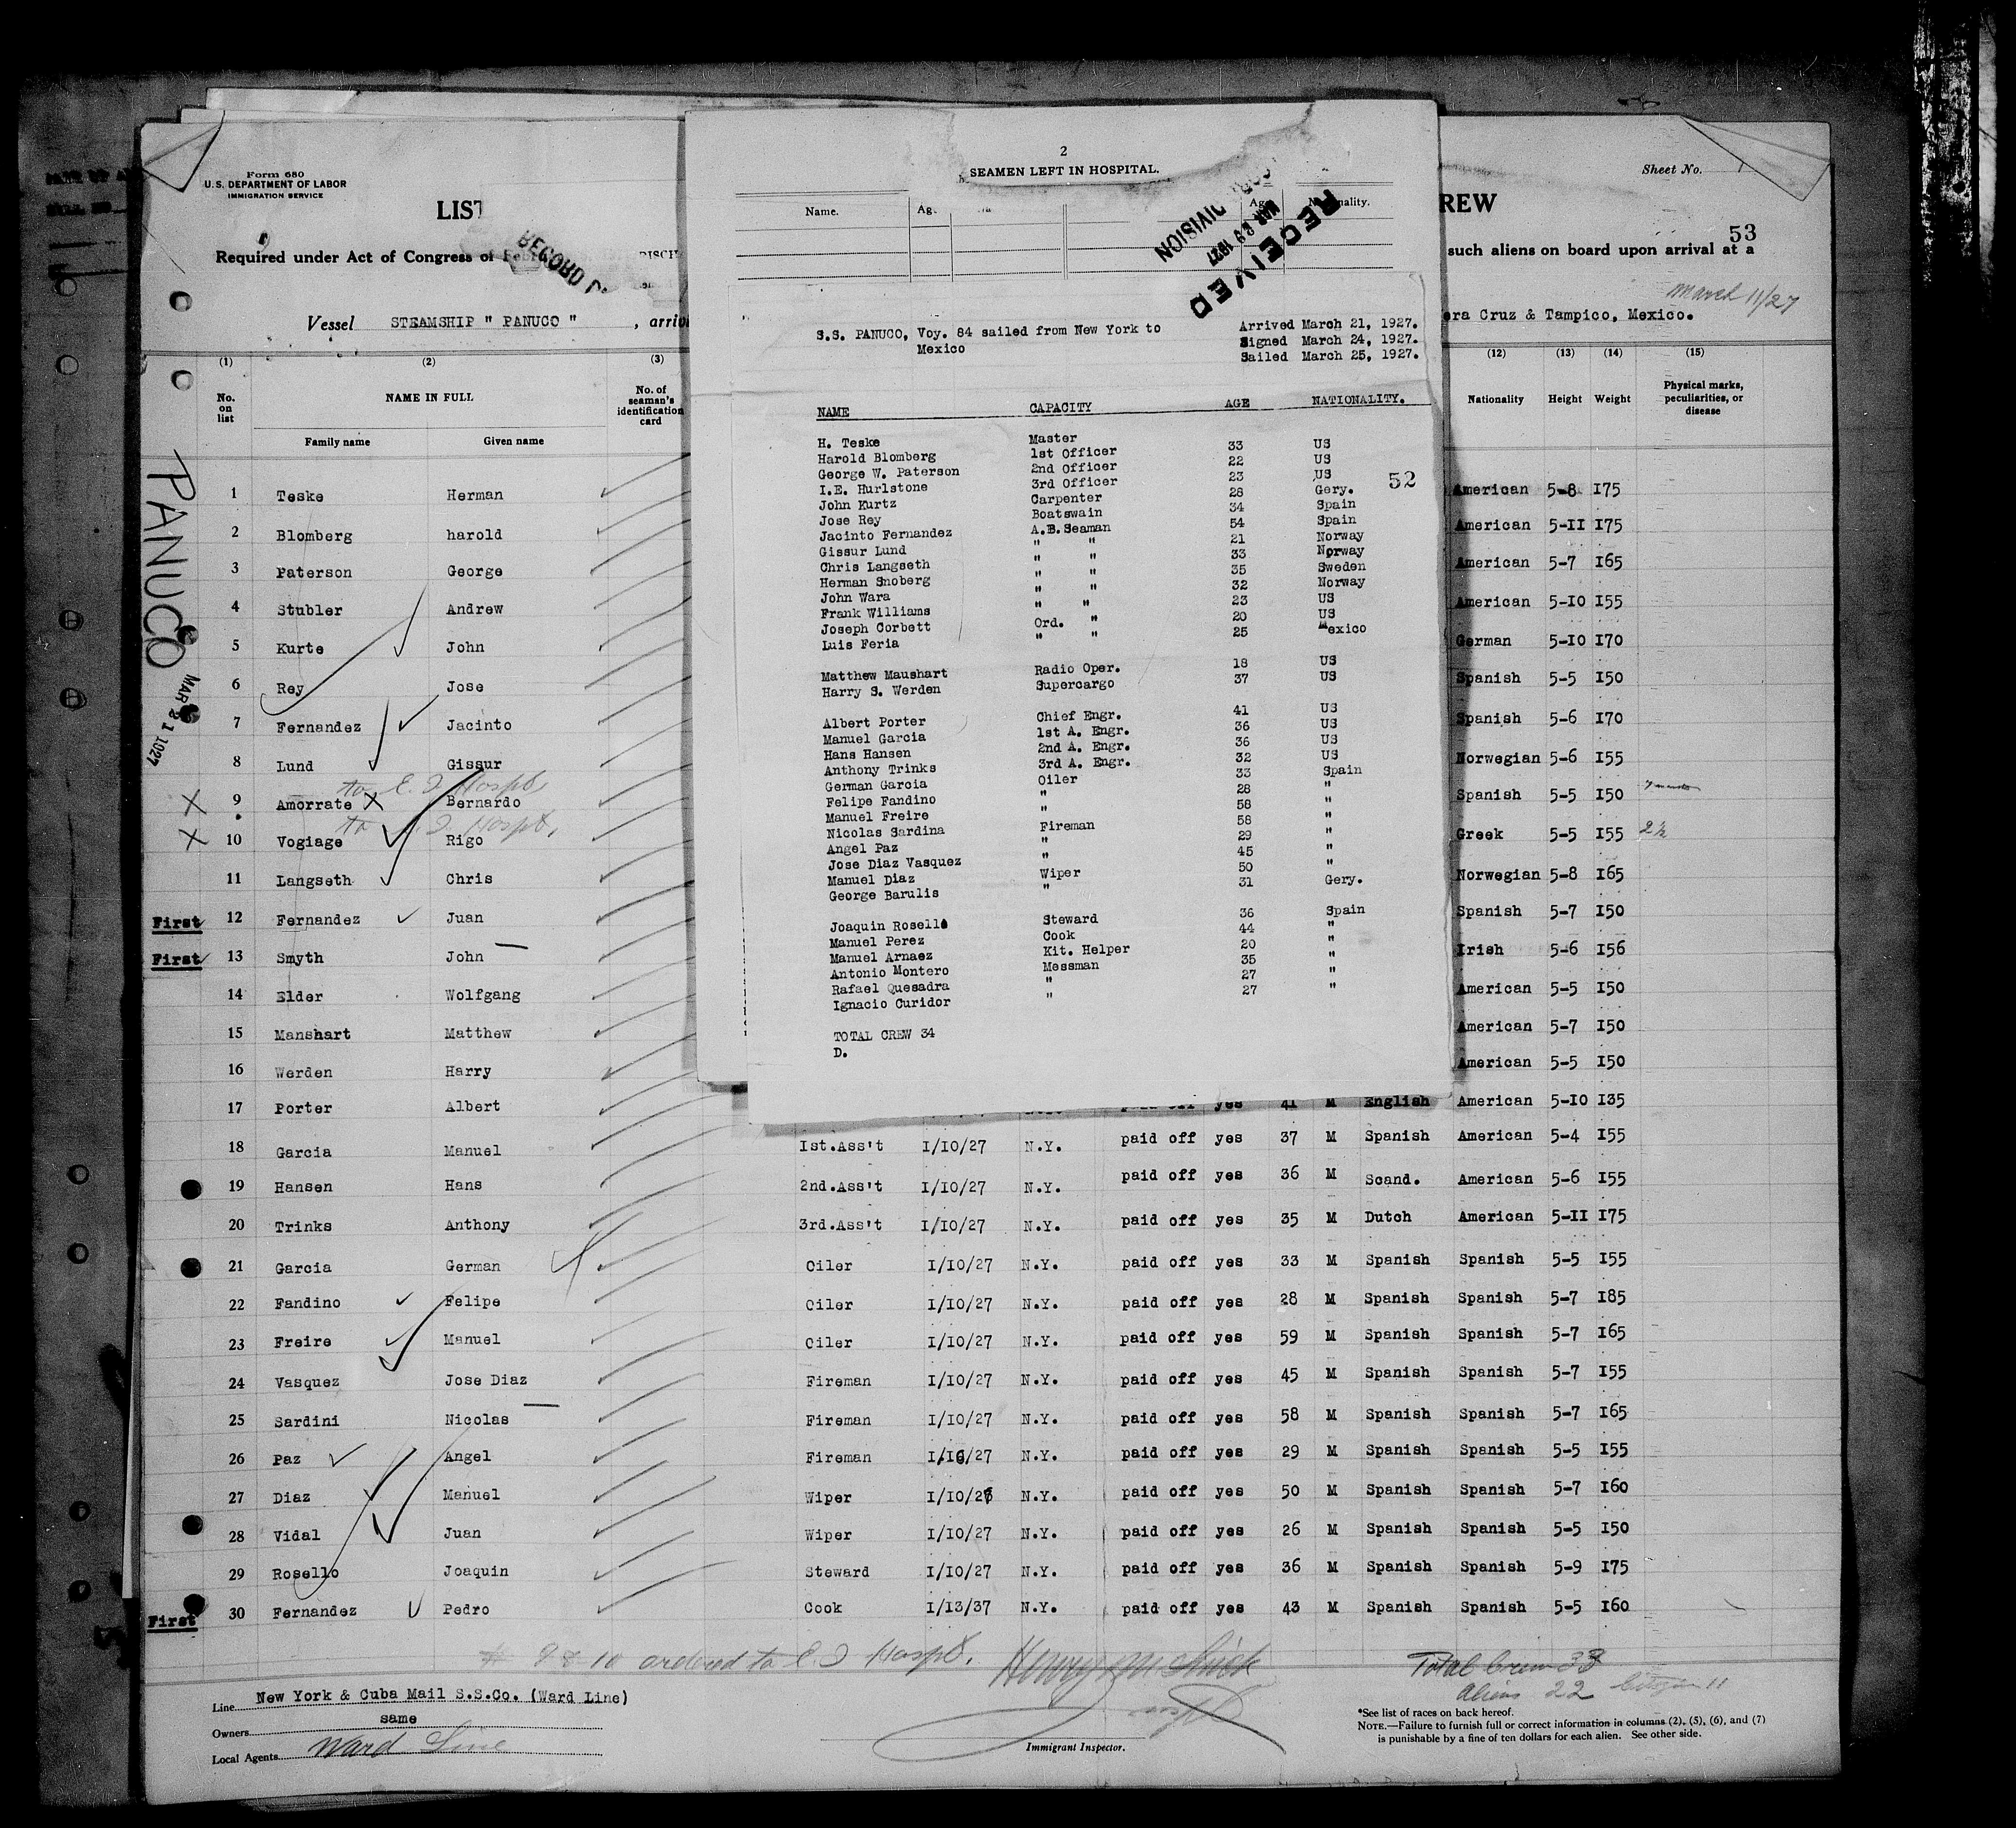 Form 680
U.S. DEPARTMENT OF LABOR
IMMIGRATION SERVICE
LIST
Required under Act of Congress of
RECORD
Vessel STEAMSHIP " PANUCO " , arriv
REW
Sheet No. 1
53
such aliens on board upon arrival at a
March 11/27
era Cruz & Tampico, Mexico.
PANUCO
MAR 21 1927
2
SEAMEN LEFT IN HOSPITAL.
Name.
RECEIVED
MAR 29 1927
DIVISION
S.S. PANUCO, Voy. 84 sailed from New York to Mexico
Arrived March 21, 1927.
Signed March 24, 1927.
Sailed March 25, 1927.
NAME CAPACITY AGE NATIONALITY.
52
H. Teske Master 33 US
Harold Blomberg 1st Officer 22 US
George W. Paterson 2nd Officer 23 US
I.E. Hurlstone 3rd Officer 28 Gery.
John Kurtz Carpenter 34 Spain
Jose Rey Boatswain 54 Spain
Jacinto Fernandez A.B.Seaman 21 Norway
Gissur Lund " " 33 Norway
Chris Langseth " " 35 Sweden
Herman Snoberg " " 32 Norway
John Wara " " 23 US
Frank Williams " " 20 US
Joseph Corbett Ord. " 25 Mexico
Luis Feria " "
Matthew Maushart Radio Oper. 18 US
Harry S. Werden Supercargo 37 US
Albert Porter Chief Engr. 41 US
Manuel Garcia 1st A. Engr. 36 US
Hans Hansen 2nd A. Engr. 36 US
Anthony Trinks 3rd A. Engr. 32 US
German Garcia Oiler 33 Spain
Felipe Fandino " 28 "
Manuel Freire " 58 "
Nicolas Sardina Fireman 58 "
Angel Paz " 29 "
Jose Diaz Vasquez " 45 "
Manuel Diaz Wiper 50 "
George Barulis " 31 Gery.
Joaquin Rosello Steward 36 Spain
Manuel Perez Cook 44 "
Manuel Arnaez Kit. Helper 20 "
Antonio Montero Messman 35 "
Rafael Quesadra " 27 "
Ignacio Curidor " 27 "
TOTAL CREW 34
D.
(1) (2) (3) (12) (13) (14) (15)
No. on list
NAME IN FULL
Family name Given name
No. of seaman's identification card
Nationality Height Weight
Physical marks, peculiarities, or disease
1 Teske Herman American 5-8 175
2 Blomberg harold American 5-11 175
3 Paterson George American 5-7 165
4 Stubler Andrew American 5-10 155
5 Kurte John German 5-10 170
6 Rey Jose Spanish 5-5 150
7 Fernandez Jacinto Spanish 5-6 170
8 Lund Gissur Norwegian 5-6 155
to E. I Hospt,
X 9 Amorrate X Bernardo Spanish 5-5 150
to E. I Hospt,
X 10 Vogiage Rigo Greek 5-5 155 2 1/2
11 Langseth Chris Norwegian 5-8 165
First 12 Fernandez Juan Spanish 5-7 150
First 13 Smyth John Irish 5-6 156
14 Elder Wolfgang American 5-5 150
15 Manshart Matthew American 5-7 150
16 Werden Harry American 5-5 150
17 Porter Albert paid off yes 41 M English American 5-10 135
18 Garcia Manuel 1st.Ass't 1/10/27 N.Y. paid off yes 37 M Spanish American 5-4 155
19 Hansen Hans 2nd.Ass't 1/10/27 N.Y. paid off yes 36 M Scand. American 5-6 155
20 Trinks Anthony 3rd.Ass't 1/10/27 N.Y. paid off yes 35 M Dutch American 5-11 175
21 Garcia German Oiler 1/10/27 N.Y. paid off yes 33 M Spanish Spanish 5-5 155
22 Fandino Felipe Oiler 1/10/27 N.Y. paid off yes 28 M Spanish Spanish 5-7 185
23 Freire Manuel Oiler 1/10/27 N.Y. paid off yes 59 M Spanish Spanish 5-7 165
24 Vasquez Jose Diaz Fireman 1/10/27 N.Y. paid off yes 45 M Spanish Spanish 5-7 155
25 Sardini Nicolas Fireman 1/10/27 N.Y. paid off yes 58 M Spanish Spanish 5-7 165
26 Paz Angel Fireman 1/10/27 N.Y. paid off yes 29 M Spanish Spanish 5-5 155
27 Diaz Manuel Wiper 1/10/27 N.Y. paid off yes 50 M Spanish Spanish 5-7 160
28 Vidal Juan Wiper 1/10/27 N.Y. paid off yes 26 M Spanish Spanish 5-5 150
29 Rosello Joaquin Steward 1/10/27 N.Y. paid off yes 36 M Spanish Spanish 5-9 175
First 30 Fernandez Pedro Cook 1/13/37 N.Y. paid off yes 43 M Spanish Spanish 5-5 160
# 9 & 10 ordered to E. I Hospt.
Total Crew 33
Aliens 22 Citizen 11
Line New York & Cuba Mail S.S.Co. (Ward Line)
Owners same
Local Agents Ward Line
Immigrant Inspector.
*See list of races on back hereof.
NOTE.—Failure to furnish full or correct information in columns (2), (5), (6), and (7)
is punishable by a fine of ten dollars for each alien. See other side.